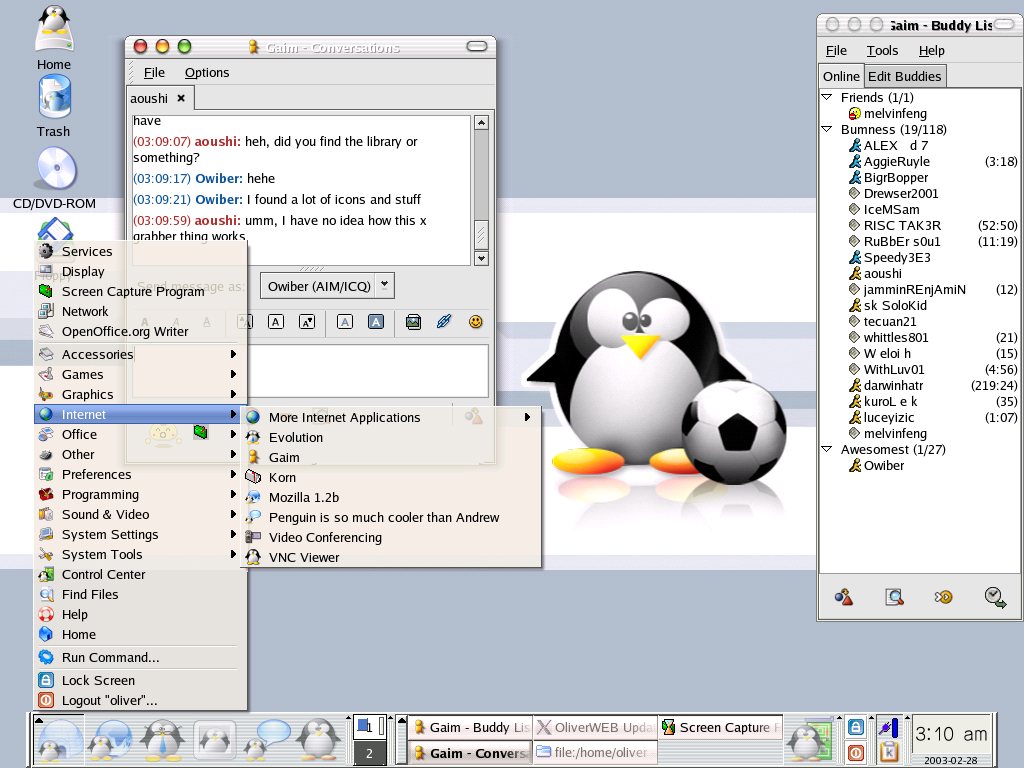 Home
Trash
CD/DVD-ROM
Gaim - Conversations
File Options
aoushi
have
(03:09:07) aoushi: heh, did you find the library or
something?
(03:09:17) Owiber: hehe
(03:09:21) Owiber: I found a lot of icons and stuff
(03:09:59) aoushi: umm, I have no idea how this x
grabber thing works
Send message as:
Owiber (AIM/ICQ)
Services
Display
Screen Capture Program
Network
OpenOffice.org Writer
Accessories
Games
Graphics
Internet
Office
Other
Preferences
Programming
Sound & Video
System Settings
System Tools
Control Center
Find Files
Help
Home
Run Command...
Lock Screen
Logout "oliver"...
More Internet Applications
Evolution
Gaim
Korn
Mozilla 1.2b
Penguin is so much cooler than Andrew
Video Conferencing
VNC Viewer
Gaim - Buddy Lis
File Tools Help
Online Edit Buddies
Friends (1/1)
melvinfeng
Bumness (19/118)
ALEX d 7
AggieRuyle (3:18)
BigrBopper
Drewser2001
IceMSam
RISC TAK3R (52:50)
RuBbEr s0u1 (11:19)
Speedy3E3
aoushi
jamminREnjAmiN (12)
sk SoloKid
tecuan21
whittles801 (21)
W eloi h (15)
WithLuv01 (4:56)
darwinhatr (219:24)
kuroL e k (35)
luceyizic (1:07)
melvinfeng
Awesomest (1/27)
Owiber
1
2
Gaim - Buddy Lis
OliverWEB Upda
Screen Capture P
Gaim - Convers
file:/home/oliver
3:10 am
2003-02-28